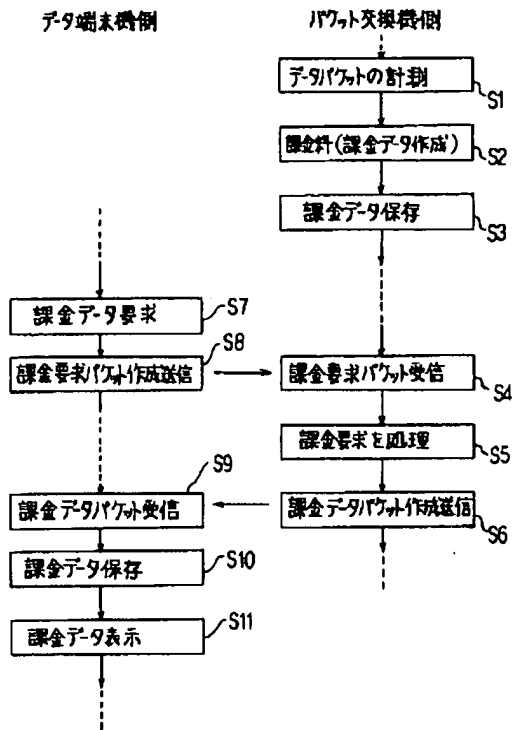 データ端末機側
パケット交換機側
データパケットの計測
S1
課金料(課金データ作成)
S2
課金データ保存
S3
課金データ要求
S7
課金要求パケット作成送信
S8
課金要求パケット受信
S4
課金要求を処理
S5
課金データパケット作成送信
S6
課金データパケット受信
S9
課金データ保存
S10
課金データ表示
S11